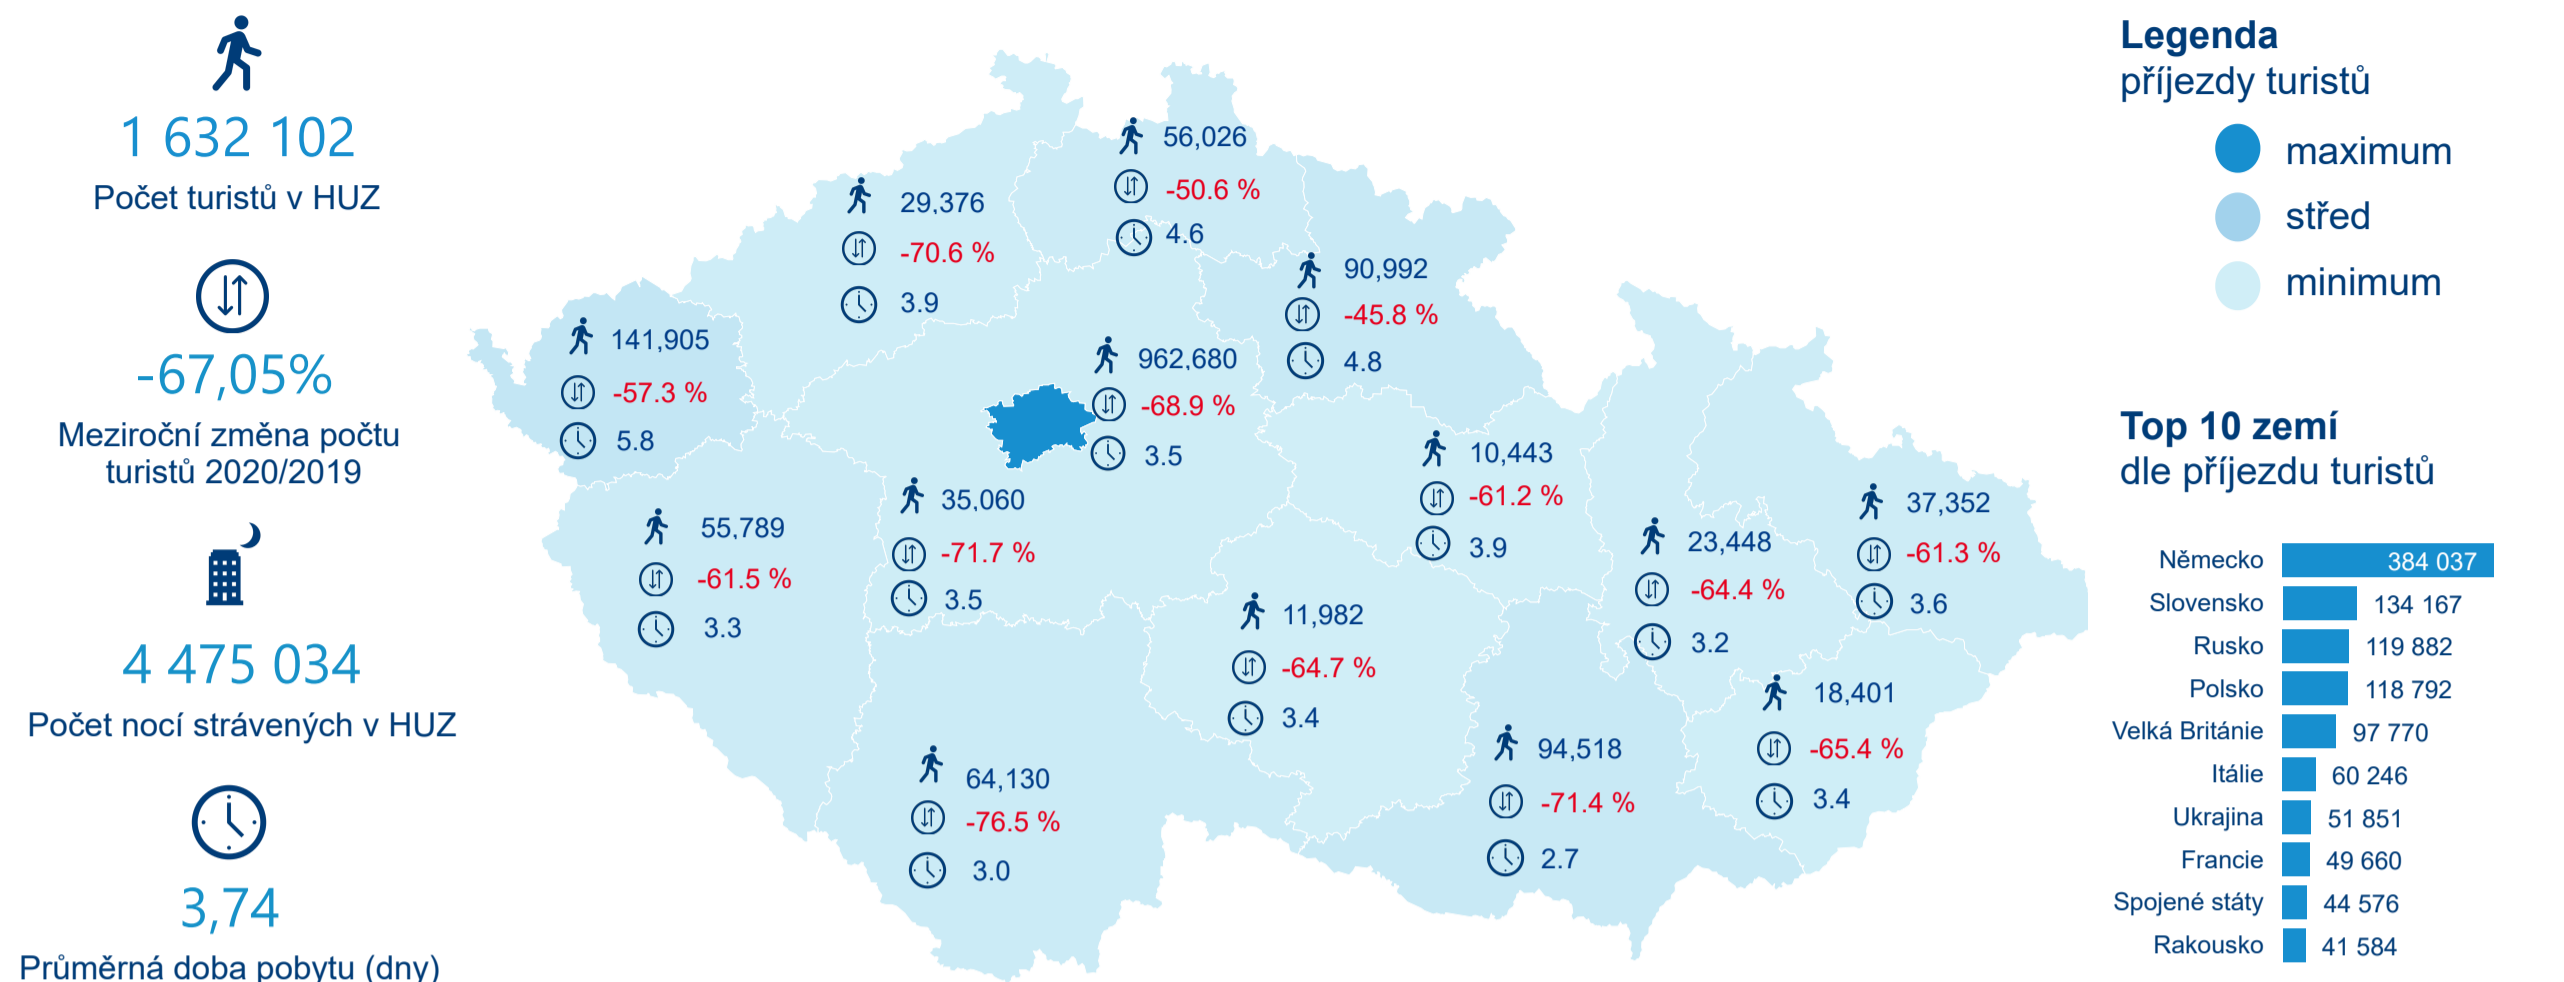 1 632 102
Počet turistů v HUZ
-67,05%
Meziroční změna počtu
turistů 2020/2019
4 475 034
Počet nocí strávených v HUZ
3,74
Průměrná doba pobytu (dny)
56,026
-50.6 %
4.6
29,376
-70.6 %
3.9
90,992
-45.8 %
4.8
141,905
-57.3 %
5.8
962,680
-68.9 %
3.5
10,443
-61.2 %
3.9
35,060
-71.7 %
3.5
55,789
-61.5 %
3.3
37,352
-61.3 %
3.6
23,448
-64.4 %
3.2
11,982
-64.7 %
3.4
18,401
-65.4 %
3.4
94,518
-71.4 %
2.7
64,130
-76.5 %
3.0
Legenda
příjezdy turistů
maximum
střed
minimum
Top 10 zemí
dle příjezdu turistů
Německo 384 037
Slovensko 134 167
Rusko 119 882
Polsko 118 792
Velká Británie 97 770
Itálie 60 246
Ukrajina 51 851
Francie 49 660
Spojené státy 44 576
Rakousko 41 584